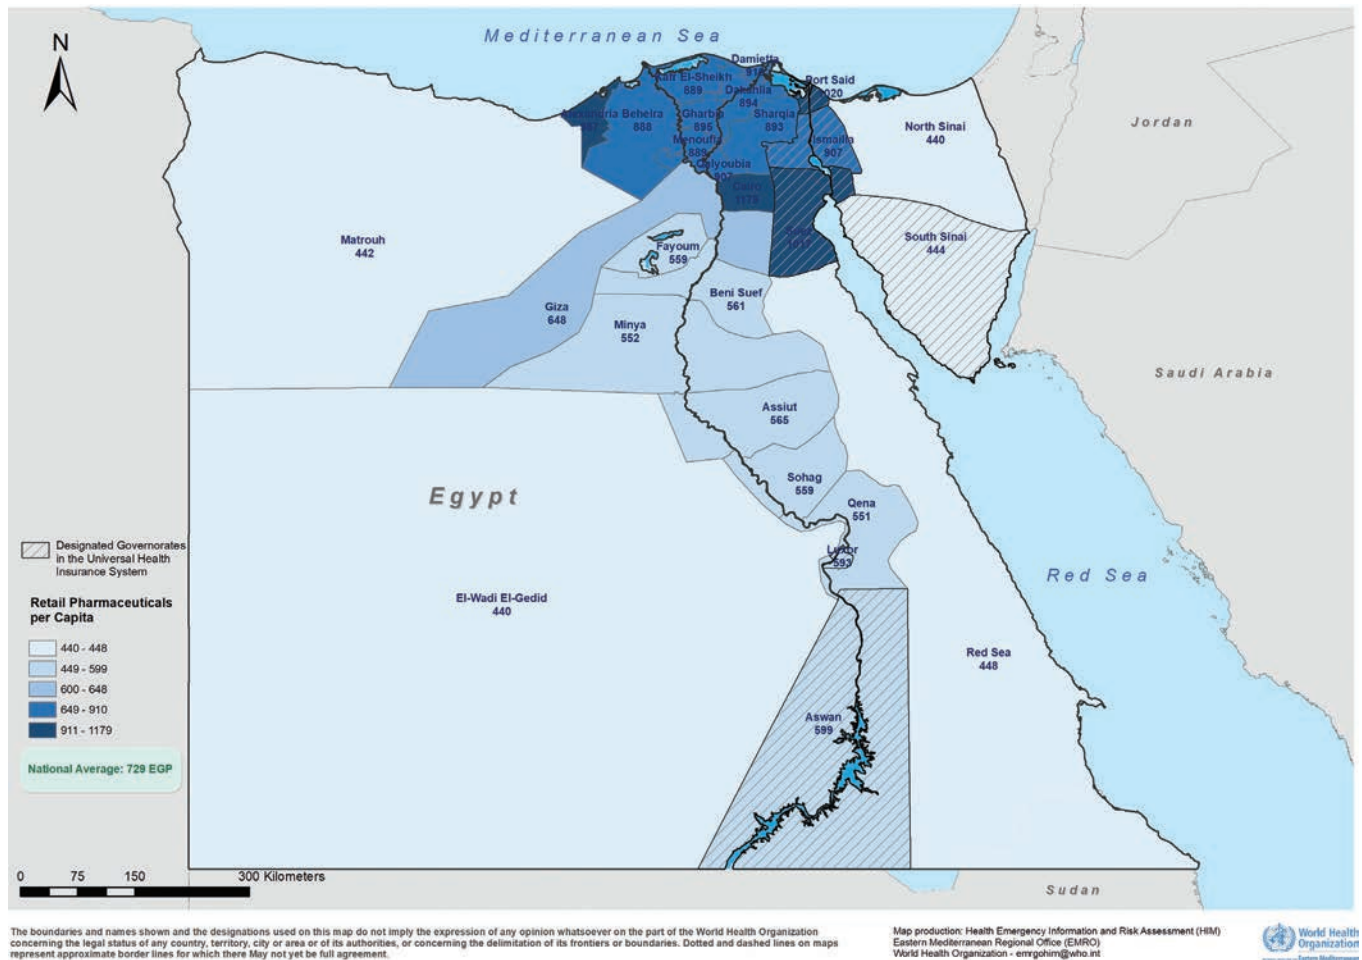 N
Mediterranean Sea
Damietta
Kafr El-Sheikh
889
Port Said
1020
Dakahlia
894
Alexandria
Beheira
888
Gharbia
895
Sharqia
893
Menoufia
889
Ismailia
907
Qalyoubia
907
North Sinai
440
Jordan
Cairo
1179
Matrouh
442
Fayoum
559
South Sinai
444
Giza
648
Beni Suef
561
Minya
552
Saudi Arabia
Assiut
565
Sohag
559
Egypt
Qena
551
Luxor
593
Designated Governorates
in the Universal Health
Insurance System
Retail Pharmaceuticals
per Capita
440 - 448
449 - 599
600 - 648
649 - 910
911 - 1179
National Average: 729 EGP
El-Wadi El-Gedid
440
Red Sea
Red Sea
448
Aswan
599
0 75 150 300 Kilometers
Sudan
The boundaries and names shown and the designations used on this map do not imply the expression of any opinion whatsoever on the part of the World Health Organization
concerning the legal status of any country, territory, city or area or of its authorities, or concerning the delimitation of its frontiers or boundaries. Dotted and dashed lines on maps
represent approximate border lines for which there May not yet be full agreement.
Map production: Health Emergency Information and Risk Assessment (HIM)
Eastern Mediterranean Regional Office (EMRO)
World Health Organization - emrgohim@who.int
World Health
Organization
Eastern Mediterranean